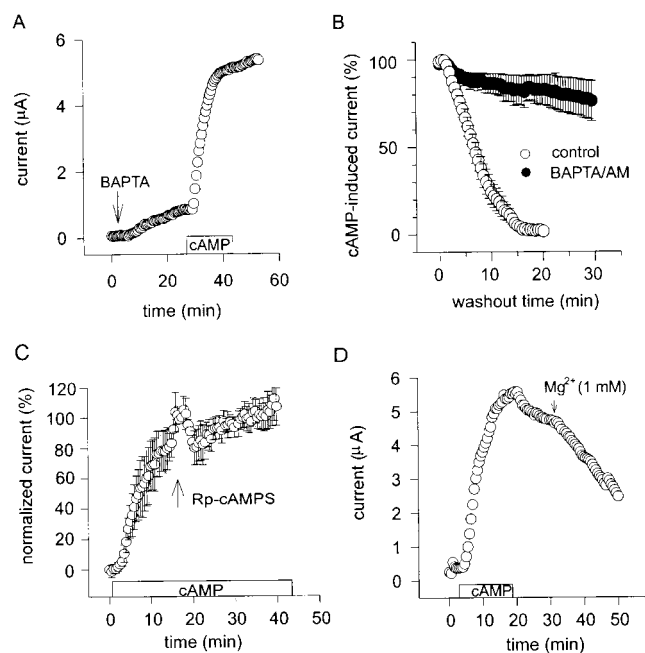 A
current (μA)
6
4
2
0
BAPTA
cAMP
0 20 40 60
time (min)
B
cAMP-induced current (%)
100
50
0
control
BAPTA/AM
0 10 20 30
washout time (min)
C
normalized current (%)
120
100
80
60
40
20
0
Rp-cAMPS
cAMP
0 10 20 30 40 50
time (min)
D
current (μ A)
6
5
4
3
2
1
0
Mg²⁺ (1 mM)
cAMP
0 10 20 30 40 50
time (min)